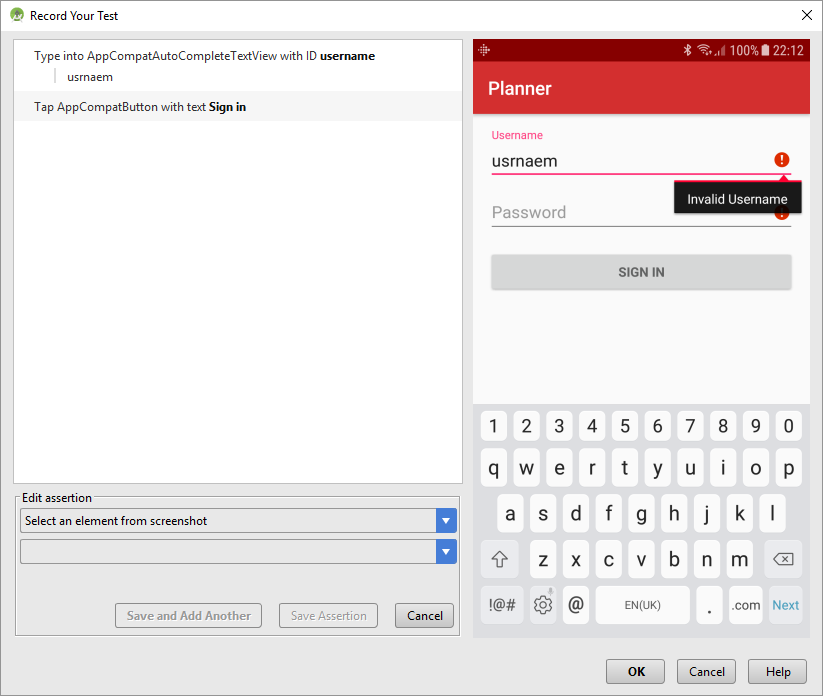 Record Your Test
Type into AppCompatAutoCompleteTextView with ID username
usrnaem
Tap AppCompatButton with text Sign in
Edit assertion
Select an element from screenshot
Save and Add Another
Save Assertion
Cancel
100% 22:12
Planner
Username
usrnaem
Invalid Username
Password
SIGN IN
1 2 3 4 5 6 7 8 9 0
q w e r t y u i o p
a s d f g h j k l
z x c v b n m
!@# @ EN(UK) . .com Next
OK
Cancel
Help